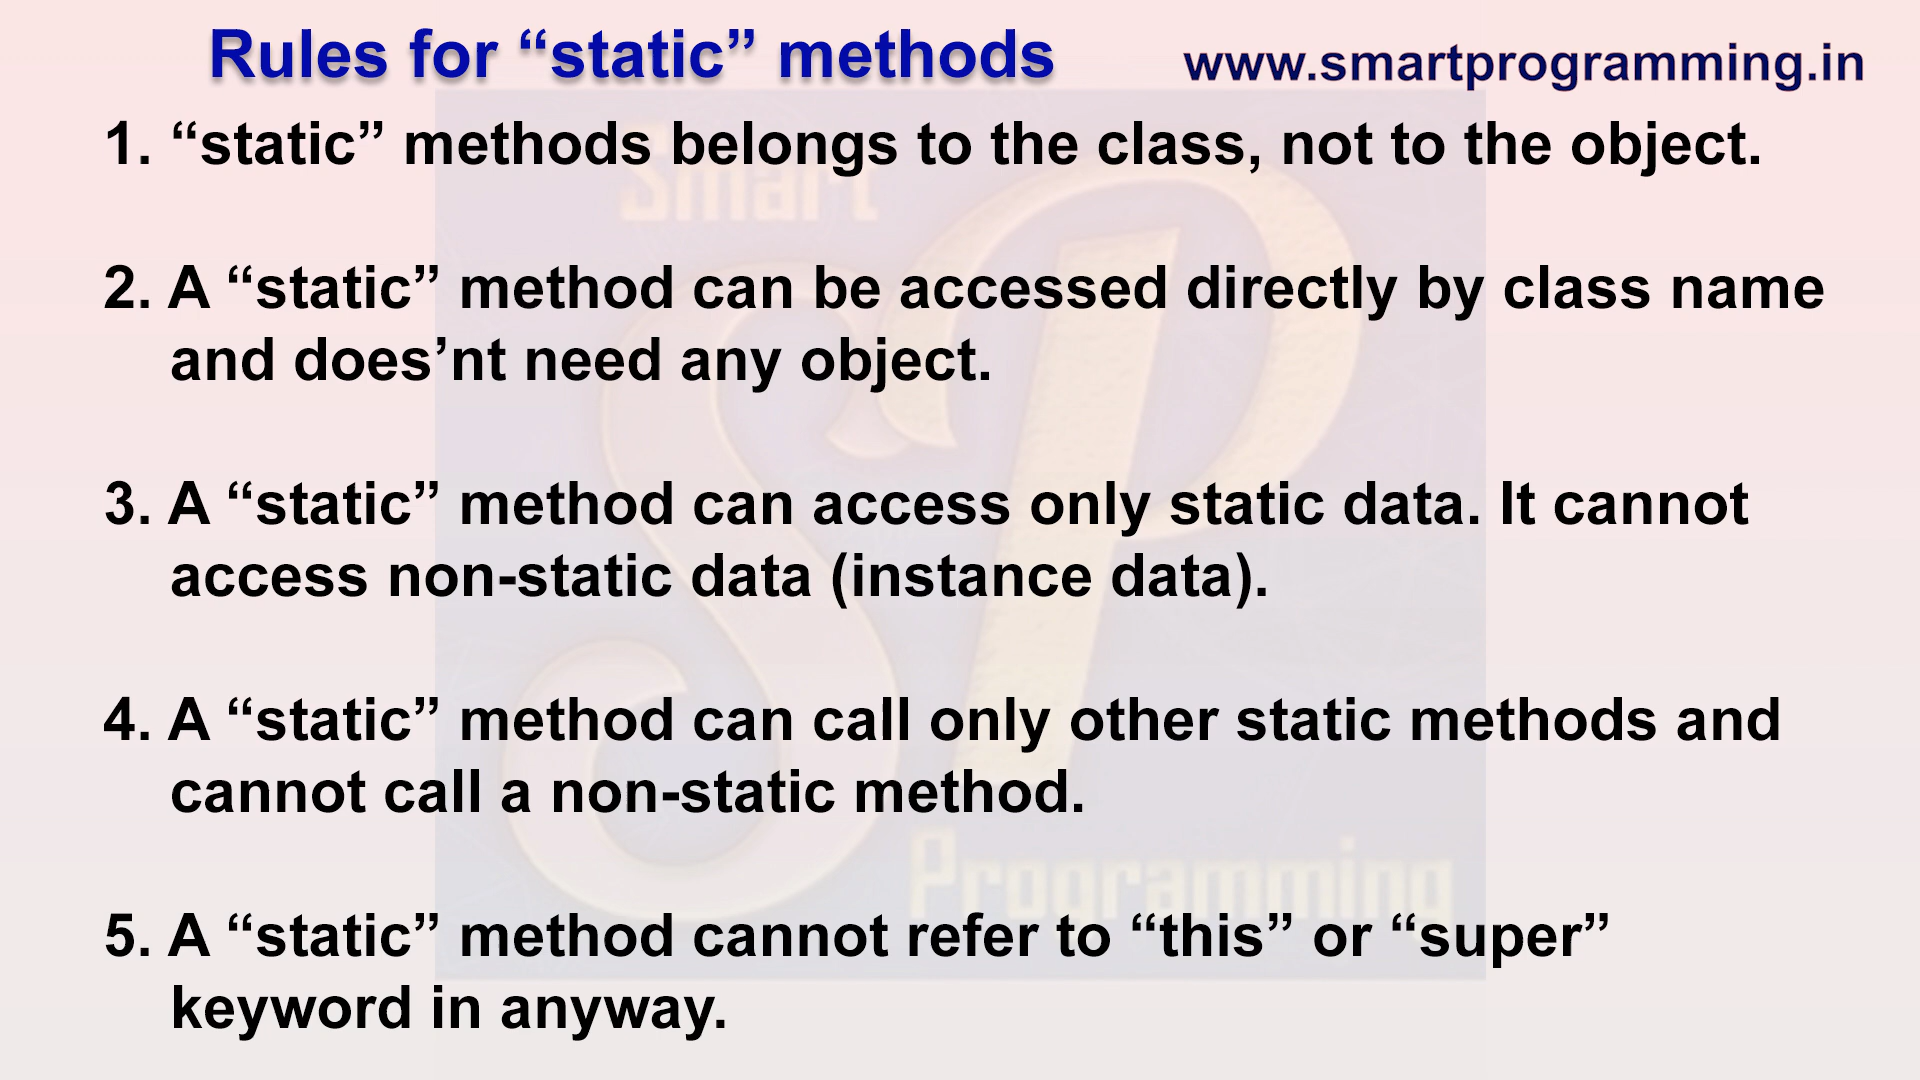 Rules for “static” methods
www.smartprogramming.in
1. “static” methods belongs to the class, not to the object.
2. A “static” method can be accessed directly by class name
and does’nt need any object.
3. A “static” method can access only static data. It cannot
access non-static data (instance data).
4. A “static” method can call only other static methods and
cannot call a non-static method.
5. A “static” method cannot refer to “this” or “super”
keyword in anyway.
Smart
SP
Programming